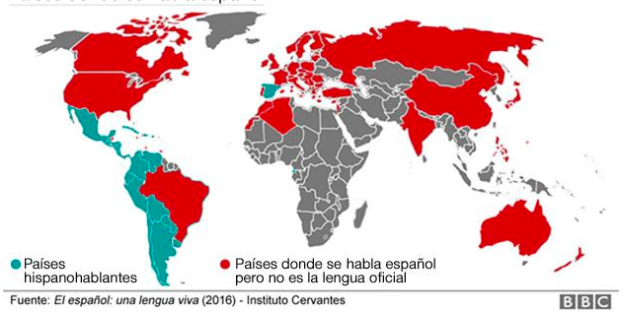 Países
hispanohablantes
Países donde se habla español
pero no es la lengua oficial
Fuente: El español: una lengua viva (2016) - Instituto Cervantes
BBC